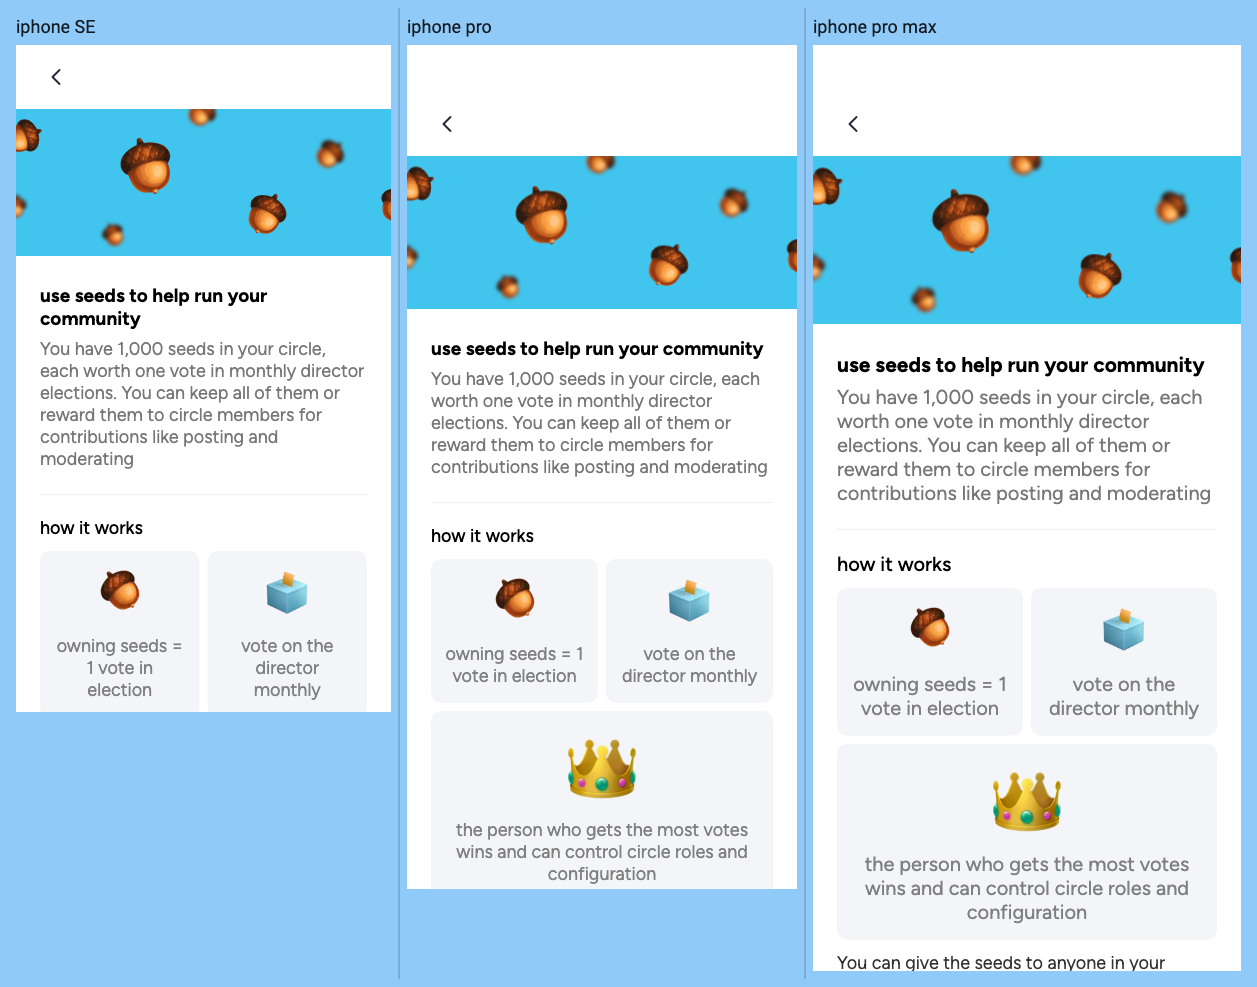 iphone SE
use seeds to help run your
community
You have 1,000 seeds in your circle,
each worth one vote in monthly director
elections. You can keep all of them or
reward them to circle members for
contributions like posting and
moderating
how it works
owning seeds =
1 vote in
election
vote on the
director
monthly
iphone pro
use seeds to help run your community
You have 1,000 seeds in your circle, each
worth one vote in monthly director
elections. You can keep all of them or
reward them to circle members for
contributions like posting and moderating
how it works
owning seeds = 1
vote in election
vote on the
director monthly
the person who gets the most votes
wins and can control circle roles and
configuration
iphone pro max
use seeds to help run your community
You have 1,000 seeds in your circle, each
worth one vote in monthly director
elections. You can keep all of them or
reward them to circle members for
contributions like posting and moderating
how it works
owning seeds = 1
vote in election
vote on the
director monthly
the person who gets the most votes
wins and can control circle roles and
configuration
You can give the seeds to anyone in your